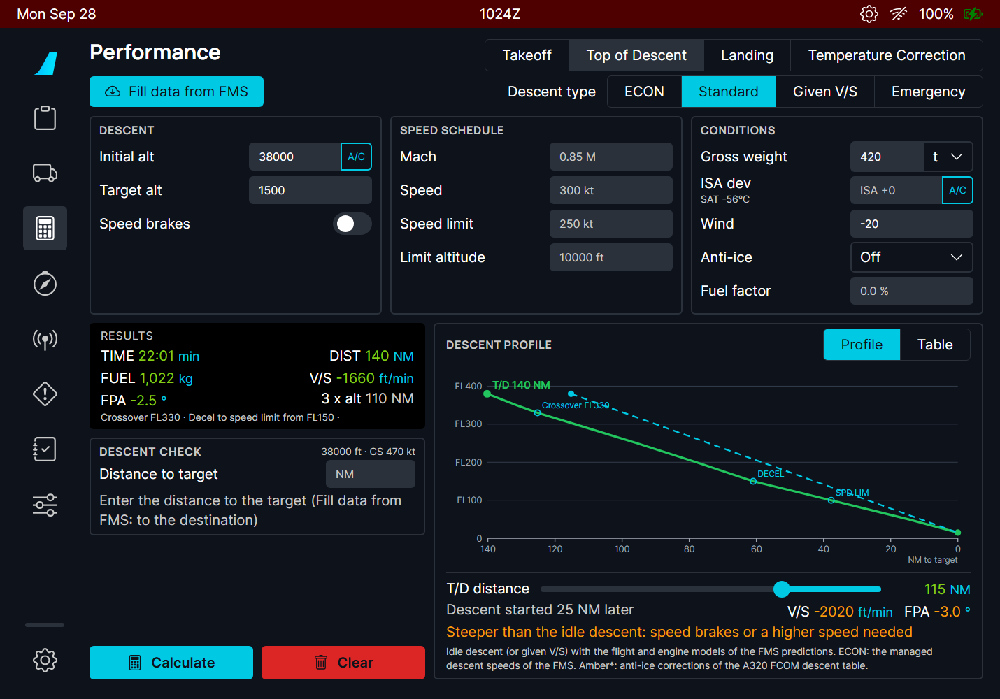 Mon Sep 28
1024Z
100%
Performance
Takeoff
Top of Descent
Landing
Temperature Correction
Fill data from FMS
Descent type
ECON
Standard
Given V/S
Emergency
DESCENT
Initial alt
38000
A/C
Target alt
1500
Speed brakes
SPEED SCHEDULE
Mach
0.85 M
Speed
300 kt
Speed limit
250 kt
Limit altitude
10000 ft
CONDITIONS
Gross weight
420
t
ISA dev
SAT -56°C
ISA +0
A/C
Wind
-20
Anti-ice
Off
Fuel factor
0.0 %
RESULTS
TIME 22:01 min
DIST 140 NM
FUEL 1,022 kg
V/S -1660 ft/min
FPA -2.5 °
3 x alt 110 NM
Crossover FL330 · Decel to speed limit from FL150 ·
DESCENT CHECK
38000 ft · GS 470 kt
Distance to target
NM
Enter the distance to the target (Fill data from
FMS: to the destination)
Calculate
Clear
DESCENT PROFILE
Profile
Table
FL400
T/D 140 NM
Crossover FL330
FL300
FL200
DECEL
SPD LIM
FL100
0
140
120
100
80
60
40
20
0
NM to target
T/D distance
115 NM
Descent started 25 NM later
V/S -2020 ft/min
FPA -3.0 °
Steeper than the idle descent: speed brakes or a higher speed needed
Idle descent (or given V/S) with the flight and engine models of the FMS predictions. ECON: the managed
descent speeds of the FMS. Amber*: anti-ice corrections of the A320 FCOM descent table.